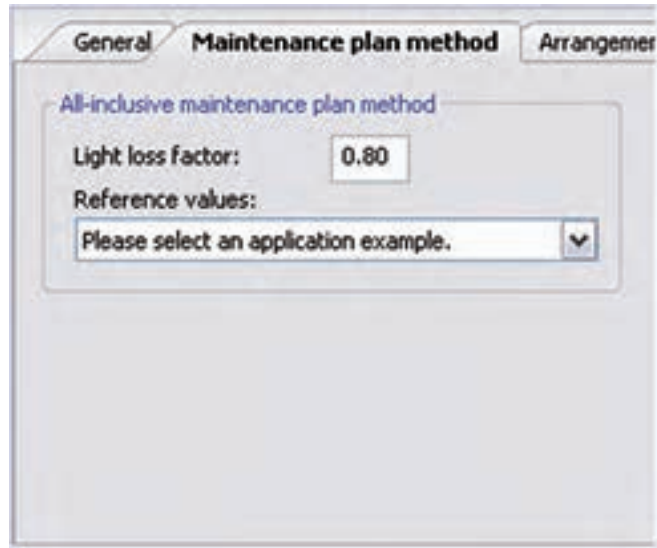 General
Maintenance plan method
Arrangemen
All-inclusive maintenance plan method
Light loss factor:
0.80
Reference values:
Please select an application example.